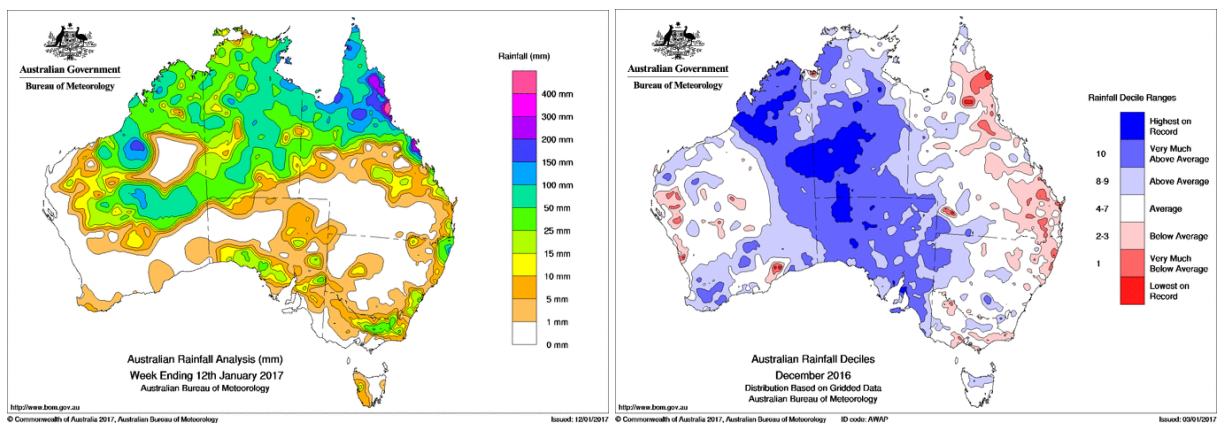 Australian Government
Bureau of Meteorology
Rainfall (mm)
400 mm
300 mm
200 mm
150 mm
100 mm
50 mm
25 mm
15 mm
10 mm
5 mm
1 mm
0 mm
Australian Rainfall Analysis (mm)
Week Ending 12th January 2017
Australian Bureau of Meteorology
http://www.bom.gov.au
© Commonwealth of Australia 2017, Australian Bureau of Meteorology
Issued: 12/01/2017
Australian Government
Bureau of Meteorology
Rainfall Decile Ranges
Highest on
Record
10
Very Much
Above Average
8-9
Above Average
4-7
Average
2-3
Below Average
1
Very Much
Below Average
Lowest on
Record
Australian Rainfall Deciles
December 2016
Distribution Based on Gridded Data
Australian Bureau of Meteorology
http://www.bom.gov.au
© Commonwealth of Australia 2017, Australian Bureau of Meteorology
ID code: AWAP
Issued: 03/01/2017